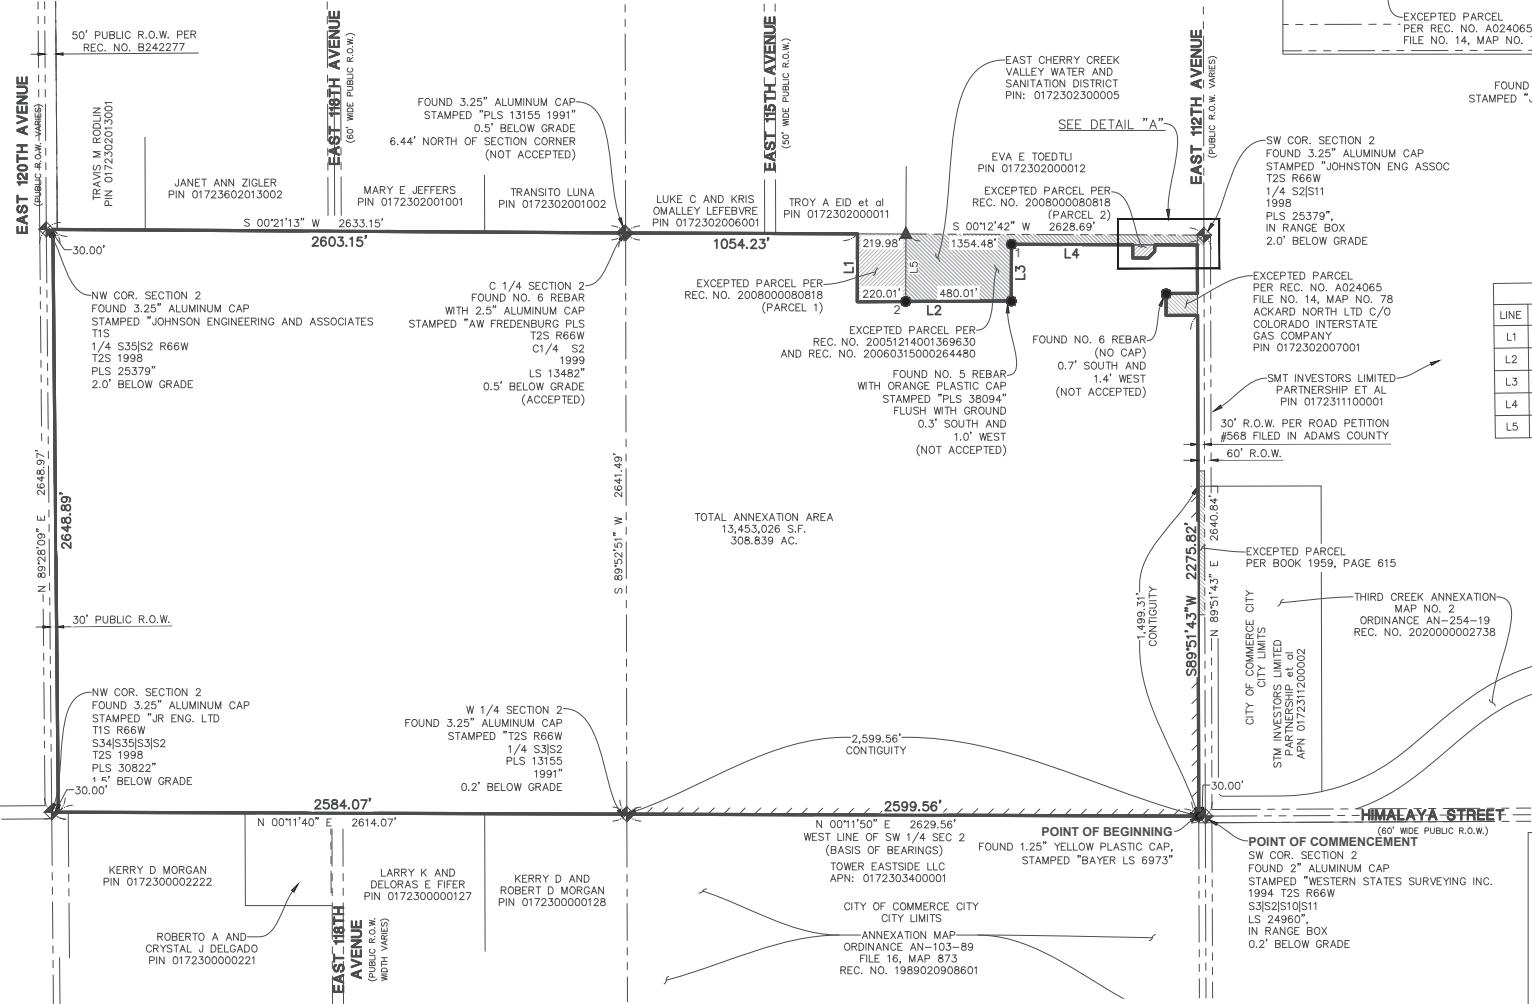 50' PUBLIC R.O.W. PER
REC. NO. B242277
EAST 120TH AVENUE
(PUBLIC R.O.W. VARIES)
TRAVIS M RODLIN
PIN 0172302013001
JANET ANN ZIGLER
PIN 01723602013002
EAST 118TH AVENUE
(60' WIDE PUBLIC R.O.W.)
MARY E JEFFERS
PIN 0172302001001
TRANSITO LUNA
PIN 0172302001002
FOUND 3.25" ALUMINUM CAP
STAMPED "PLS 13155 1991"
0.5' BELOW GRADE
6.44' NORTH OF SECTION CORNER
(NOT ACCEPTED)
LUKE C AND KRIS
OMALLEY LEFEBVRE
PIN 0172302006001
EAST 115TH AVENUE
(50' WIDE PUBLIC R.O.W.)
TROY A EID et al
PIN 0172302000011
EAST CHERRY CREEK
VALLEY WATER AND
SANITATION DISTRICT
PIN: 0172302300005
SEE DETAIL "A"
EVA E TOEDTLI
PIN 0172302000012
EXCEPTED PARCEL PER
REC. NO. 2008000080818
(PARCEL 2)
EAST 112TH AVENUE
(PUBLIC R.O.W. VARIES)
EXCEPTED PARCEL
PER REC. NO. A024065
FILE NO. 14, MAP NO.
FOUND
STAMPED "J
SW COR. SECTION 2
FOUND 3.25" ALUMINUM CAP
STAMPED "JOHNSTON ENG ASSOC
T2S R66W
1/4 S2|S11
1998
PLS 25379",
IN RANGE BOX
2.0' BELOW GRADE
S 00°21'13" W 2633.15'
2603.15'
1054.23'
S 00°12'42" W 2628.69'
219.98'
1354.48'
L1
L5
L3
L4
1
220.01'
480.01'
2
L2
30.00'
NW COR. SECTION 2
FOUND 3.25" ALUMINUM CAP
STAMPED "JOHNSON ENGINEERING AND ASSOCIATES
T1S
1/4 S35|S2 R66W
T2S 1998
PLS 25379"
2.0' BELOW GRADE
C 1/4 SECTION 2
FOUND NO. 6 REBAR
WITH 2.5" ALUMINUM CAP
STAMPED "AW FREDENBURG PLS
T2S R66W
C1/4 S2
1999
LS 13482"
0.5' BELOW GRADE
(ACCEPTED)
EXCEPTED PARCEL PER
REC. NO. 2008000080818
(PARCEL 1)
EXCEPTED PARCEL PER
REC. NO. 20051214001369630
AND REC. NO. 20060315000264480
FOUND NO. 5 REBAR
WITH ORANGE PLASTIC CAP
STAMPED "PLS 38094"
FLUSH WITH GROUND
0.3' SOUTH AND
1.0' WEST
(NOT ACCEPTED)
FOUND NO. 6 REBAR
(NO CAP)
0.7' SOUTH AND
1.4' WEST
(NOT ACCEPTED)
EXCEPTED PARCEL
PER REC. NO. A024065
FILE NO. 14, MAP NO. 78
ACKARD NORTH LTD C/O
COLORADO INTERSTATE
GAS COMPANY
PIN 0172302007001
SMT INVESTORS LIMITED
PARTNERSHIP ET AL
PIN 0172311100001
30' R.O.W. PER ROAD PETITION
#568 FILED IN ADAMS COUNTY
60' R.O.W.
LINE
L1
L2
L3
L4
L5
N 89°28'09" E 2648.97'
2648.89'
S 89°52'51" W 2641.49'
TOTAL ANNEXATION AREA
13,453,026 S.F.
308.839 AC.
1,499.31'
CONTIGUITY
S89°51'43"W 2275.82'
N 89°51'43" E 2640.84'
EXCEPTED PARCEL
PER BOOK 1959, PAGE 615
CITY OF COMMERCE CITY
CITY LIMITS
STM INVESTORS LIMITED
PARTNERSHIP et al
APN 0172311200002
THIRD CREEK ANNEXATION
MAP NO. 2
ORDINANCE AN-254-19
REC. NO. 2020000002738
30' PUBLIC R.O.W.
NW COR. SECTION 2
FOUND 3.25" ALUMINUM CAP
STAMPED "JR ENG. LTD
T1S R66W
S34|S35|S3|S2
T2S 1998
PLS 30822"
1.5' BELOW GRADE
30.00'
W 1/4 SECTION 2
FOUND 3.25" ALUMINUM CAP
STAMPED "T2S R66W
1/4 S3|S2
PLS 13155
1991"
0.2' BELOW GRADE
2,599.56'
CONTIGUITY
30.00'
2584.07'
N 00°11'40" E 2614.07'
2599.56'
N 00°11'50" E 2629.56'
WEST LINE OF SW 1/4 SEC 2
(BASIS OF BEARINGS)
TOWER EASTSIDE LLC
APN: 0172303400001
POINT OF BEGINNING
FOUND 1.25" YELLOW PLASTIC CAP,
STAMPED "BAYER LS 6973"
HIMALAYA STREET
(60' WIDE PUBLIC R.O.W.)
POINT OF COMMENCEMENT
SW COR. SECTION 2
FOUND 2" ALUMINUM CAP
STAMPED "WESTERN STATES SURVEYING INC.
1994 T2S R66W
S3|S2|S10|S11
LS 24960",
IN RANGE BOX
0.2' BELOW GRADE
KERRY D MORGAN
PIN 0172300002222
LARRY K AND
DELORAS E FIFER
PIN 0172300000127
KERRY D AND
ROBERT D MORGAN
PIN 0172300000128
ROBERTO A AND
CRYSTAL J DELGADO
PIN 0172300000221
EAST 118TH
AVENUE
(PUBLIC R.O.W.
WIDTH VARIES)
CITY OF COMMERCE CITY
CITY LIMITS
ANNEXATION MAP
ORDINANCE AN-103-89
FILE 16, MAP 873
REC. NO. 1989020908601